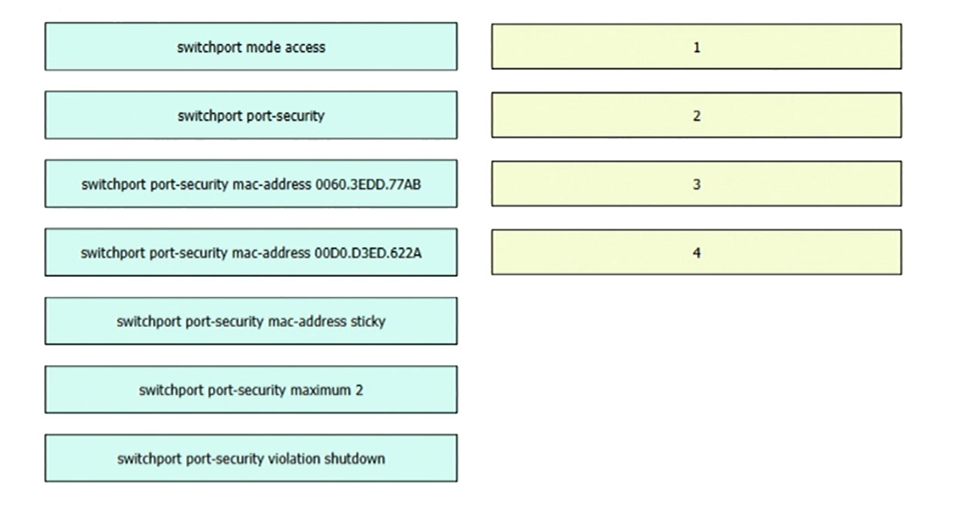 switchport mode access
1
switchport port-security
2
switchport port-security mac-address 0060.3EDD.77AB
3
switchport port-security mac-address 00D0.D3ED.622A
4
switchport port-security mac-address sticky
switchport port-security maximum 2
switchport port-security violation shutdown